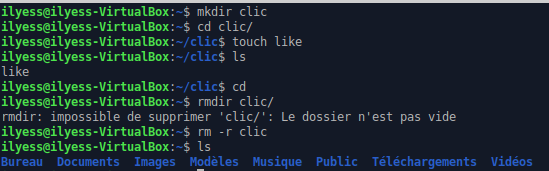 ilyess@ilyess-VirtualBox:~$ mkdir clic
ilyess@ilyess-VirtualBox:~$ cd clic/
ilyess@ilyess-VirtualBox:~/clic$ touch like
ilyess@ilyess-VirtualBox:~/clic$ ls
like
ilyess@ilyess-VirtualBox:~/clic$ cd
ilyess@ilyess-VirtualBox:~$ rmdir clic/
rmdir: impossible de supprimer 'clic/': Le dossier n'est pas vide
ilyess@ilyess-VirtualBox:~$ rm -r clic
ilyess@ilyess-VirtualBox:~$ ls
Bureau  Documents  Images  Modèles  Musique  Public  Téléchargements  Vidéos